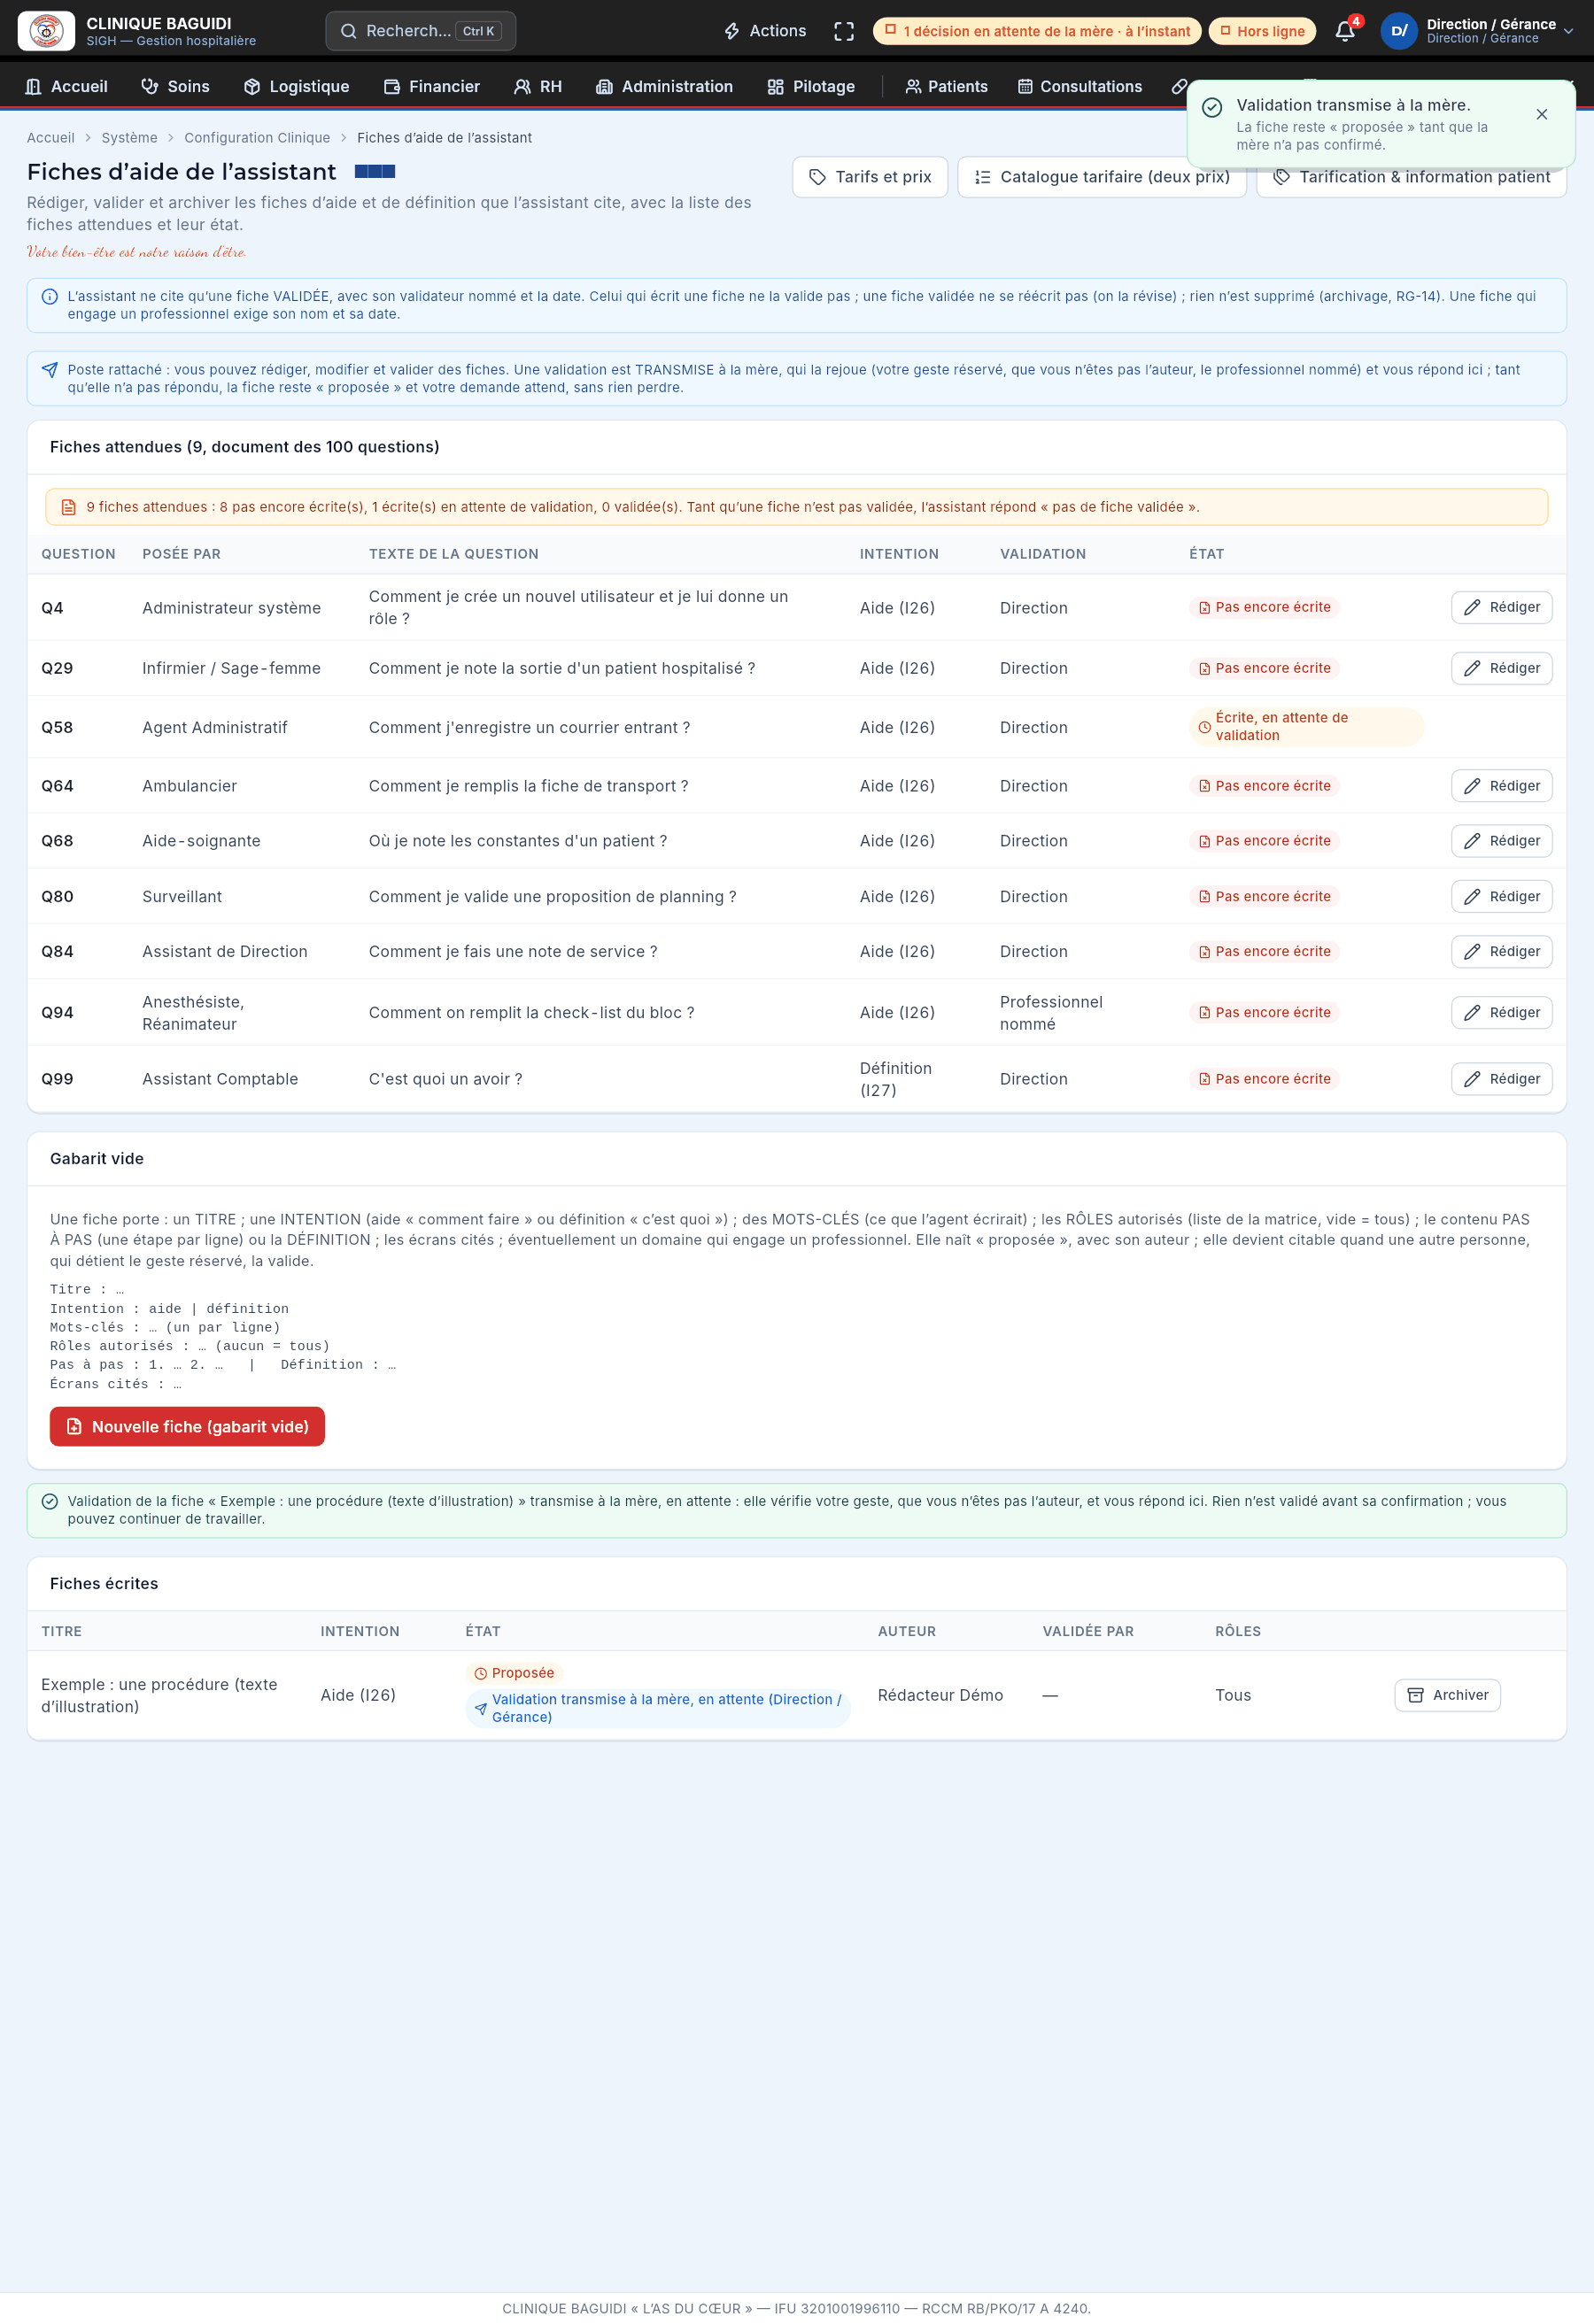 CLINIQUE BAGUIDI
SIGH — Gestion hospitalière
Recherch... Ctrl K
Actions
1 décision en attente de la mère · à l’instant
Hors ligne
4
D/
Direction / Gérance
Direction / Gérance
Accueil
Soins
Logistique
Financier
RH
Administration
Pilotage
Patients
Consultations
Validation transmise à la mère.
La fiche reste « proposée » tant que la
mère n’a pas confirmé.
Accueil > Système > Configuration Clinique > Fiches d’aide de l’assistant
Fiches d’aide de l’assistant
Rédiger, valider et archiver les fiches d’aide et de définition que l’assistant cite, avec la liste des
fiches attendues et leur état.
Votre bien-être est notre raison d'être.
Tarifs et prix
Catalogue tarifaire (deux prix)
Tarification & information patient
L’assistant ne cite qu’une fiche VALIDÉE, avec son validateur nommé et la date. Celui qui écrit une fiche ne la valide pas ; une fiche validée ne se réécrit pas (on la révise) ; rien n’est supprimé (archivage, RG-14). Une fiche qui
engage un professionnel exige son nom et sa date.
Poste rattaché : vous pouvez rédiger, modifier et valider des fiches. Une validation est TRANSMISE à la mère, qui la rejoue (votre geste réservé, que vous n’êtes pas l’auteur, le professionnel nommé) et vous répond ici ; tant
qu’elle n’a pas répondu, la fiche reste « proposée » et votre demande attend, sans rien perdre.
Fiches attendues (9, document des 100 questions)
9 fiches attendues : 8 pas encore écrite(s), 1 écrite(s) en attente de validation, 0 validée(s). Tant qu’une fiche n’est pas validée, l’assistant répond « pas de fiche validée ».
QUESTION POSÉE PAR TEXTE DE LA QUESTION INTENTION VALIDATION ÉTAT
Q4 Administrateur système Comment je crée un nouvel utilisateur et je lui donne un
rôle ? Aide (I26) Direction Pas encore écrite Rédiger
Q29 Infirmier / Sage-femme Comment je note la sortie d'un patient hospitalisé ? Aide (I26) Direction Pas encore écrite Rédiger
Q58 Agent Administratif Comment j'enregistre un courrier entrant ? Aide (I26) Direction Écrite, en attente de
validation
Q64 Ambulancier Comment je remplis la fiche de transport ? Aide (I26) Direction Pas encore écrite Rédiger
Q68 Aide-soignante Où je note les constantes d'un patient ? Aide (I26) Direction Pas encore écrite Rédiger
Q80 Surveillant Comment je valide une proposition de planning ? Aide (I26) Direction Pas encore écrite Rédiger
Q84 Assistant de Direction Comment je fais une note de service ? Aide (I26) Direction Pas encore écrite Rédiger
Q94 Anesthésiste,
Réanimateur Comment on remplit la check-list du bloc ? Aide (I26) Professionnel
nommé Pas encore écrite Rédiger
Q99 Assistant Comptable C'est quoi un avoir ? Définition
(I27) Direction Pas encore écrite Rédiger
Gabarit vide
Une fiche porte : un TITRE ; une INTENTION (aide « comment faire » ou définition « c’est quoi ») ; des MOTS-CLÉS (ce que l’agent écrirait) ; les RÔLES autorisés (liste de la matrice, vide = tous) ; le contenu PAS
À PAS (une étape par ligne) ou la DÉFINITION ; les écrans cités ; éventuellement un domaine qui engage un professionnel. Elle naît « proposée », avec son auteur ; elle devient citable quand une autre personne,
qui détient le geste réservé, la valide.
Titre : …
Intention : aide | définition
Mots-clés : … (un par ligne)
Rôles autorisés : … (aucun = tous)
Pas à pas : 1. … 2. … | Définition : …
Écrans cités : …
Nouvelle fiche (gabarit vide)
Validation de la fiche « Exemple : une procédure (texte d’illustration) » transmise à la mère, en attente : elle vérifie votre geste, que vous n’êtes pas l’auteur, et vous répond ici. Rien n’est validé avant sa confirmation ; vous
pouvez continuer de travailler.
Fiches écrites
TITRE INTENTION ÉTAT AUTEUR VALIDÉE PAR RÔLES
Exemple : une procédure (texte
d’illustration) Aide (I26) Proposée
Validation transmise à la mère, en attente (Direction /
Gérance) Rédacteur Démo — Tous Archiver
CLINIQUE BAGUIDI « L’AS DU CŒUR » — IFU 3201001996110 — RCCM RB/PKO/17 A 4240.